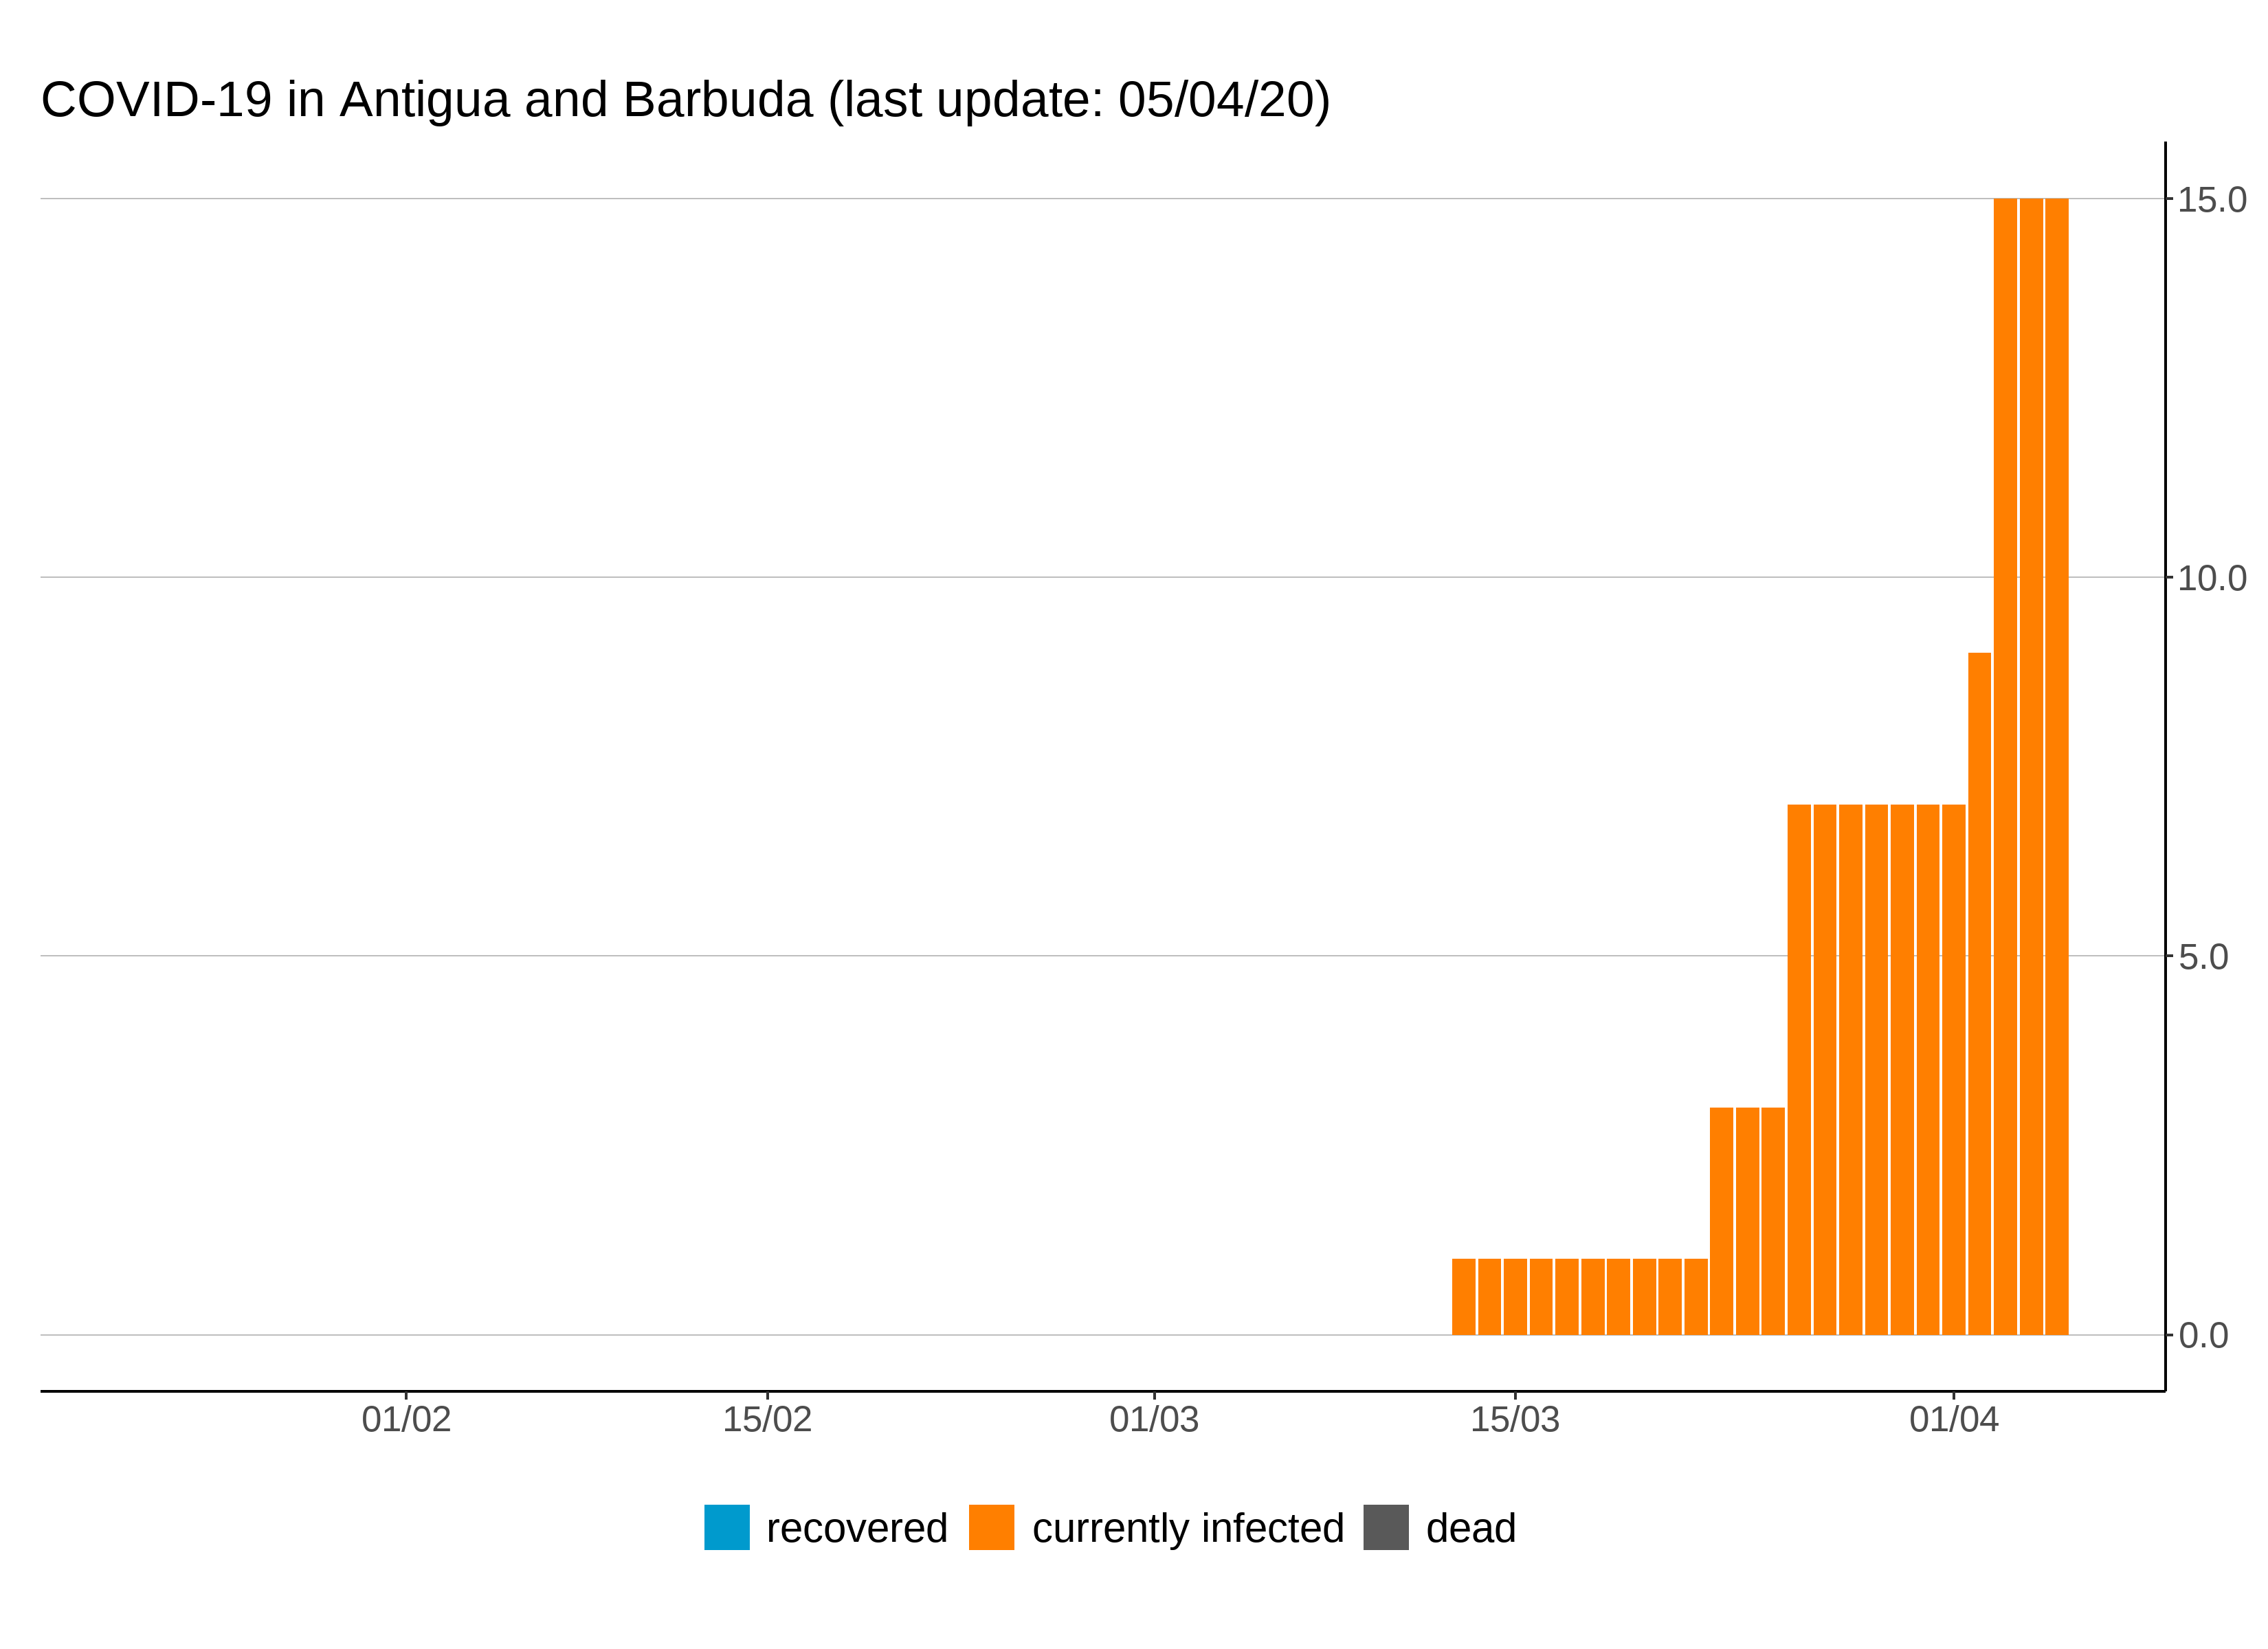 COVID-19 in Antigua and Barbuda (last update: 05/04/20)
15.0
10.0
5.0
0.0
01/02 15/02 01/03 15/03 01/04
recovered currently infected dead